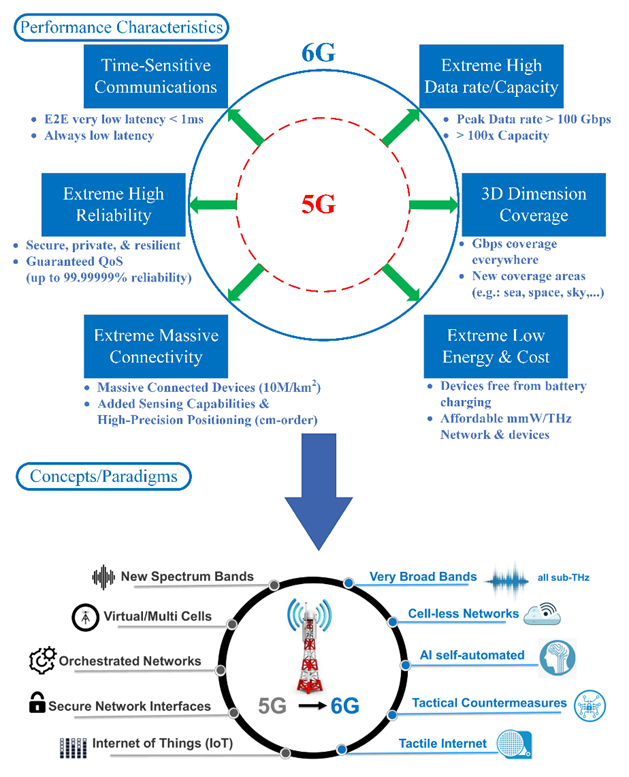 Performance Characteristics
6G
Time-Sensitive
Communications
• E2E very low latency < 1ms
• Always low latency
Extreme High
Data rate/Capacity
• Peak Data rate > 100 Gbps
• > 100x Capacity
Extreme High
Reliability
• Secure, private, & resilient
• Guaranteed QoS
(up to 99.99999% reliability)
5G
3D Dimension
Coverage
• Gbps coverage
everywhere
• New coverage areas
(e.g.: sea, space, sky,...)
Extreme Massive
Connectivity
• Massive Connected Devices (10M/km²)
• Added Sensing Capabilities &
High-Precision Positioning (cm-order)
Extreme Low
Energy & Cost
• Devices free from battery
charging
• Affordable mmW/THz
Network & devices
Concepts/Paradigms
New Spectrum Bands
Very Broad Bands
all sub-THz
Virtual/Multi Cells
Cell-less Networks
Orchestrated Networks
AI self-automated
Secure Network Interfaces
5G → 6G
Tactical Countermeasures
Internet of Things (IoT)
Tactile Internet